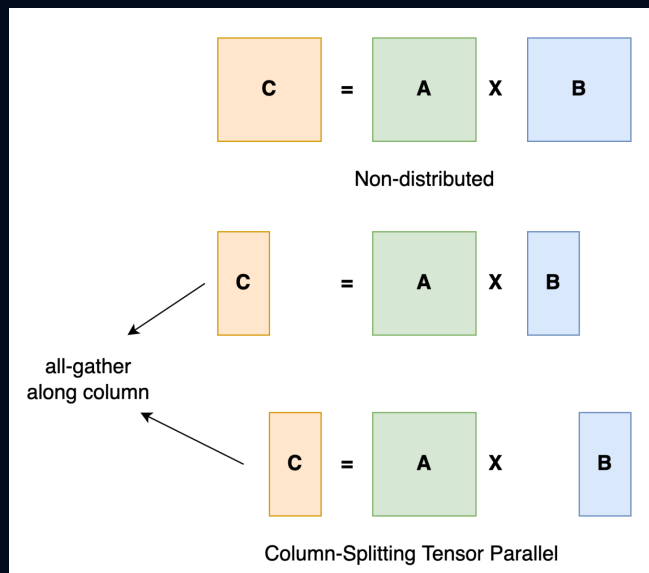 C = A X B
Non-distributed
C = A X B
all-gather
along column
C = A X B
Column-Splitting Tensor Parallel